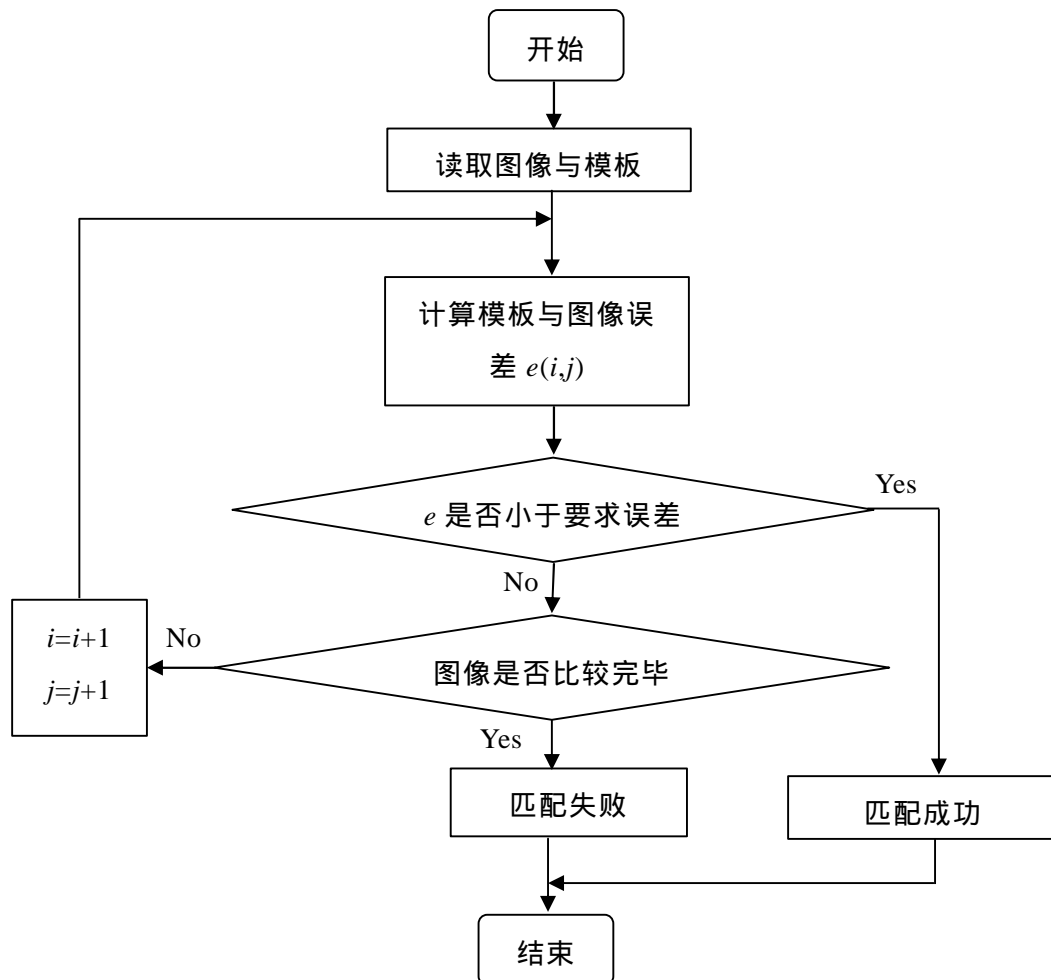 开始
读取图像与模板
计算模板与图像误
差 e(i,j)
Yes
e 是否小于要求误差
No
i=i+1
j=j+1
No
图像是否比较完毕
Yes
匹配失败
匹配成功
结束